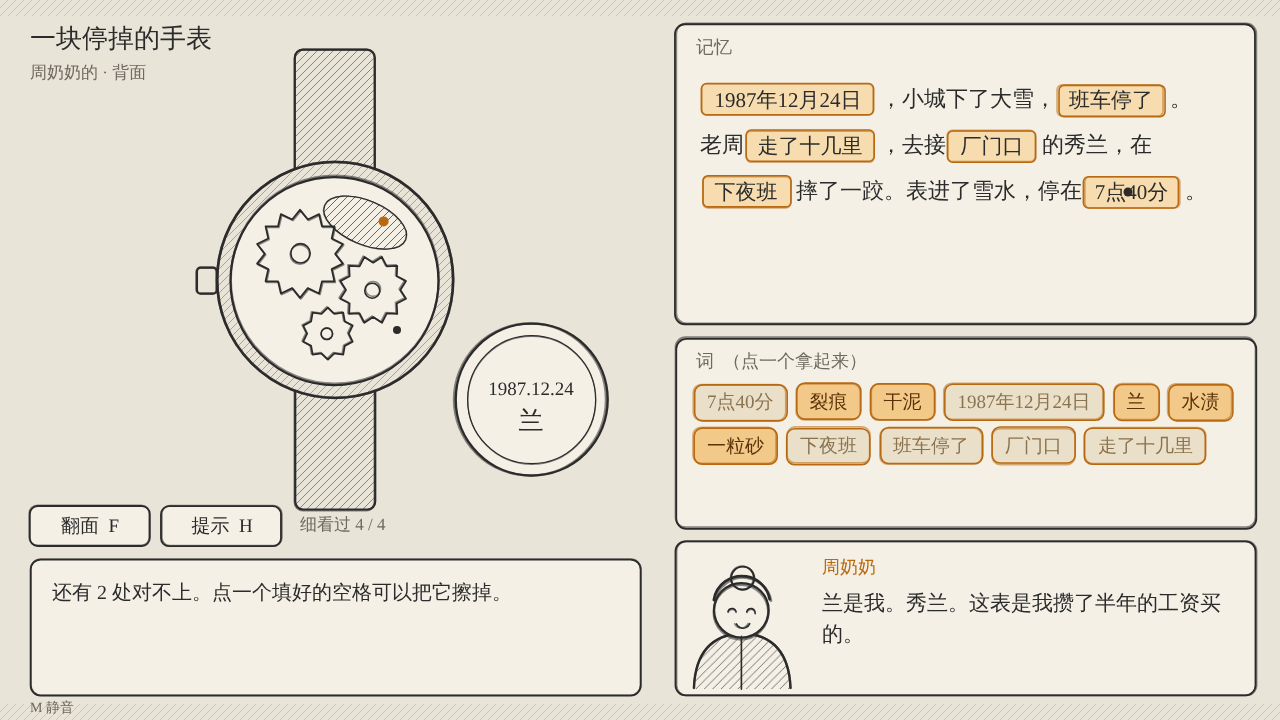 一块停掉的手表
周奶奶的 · 背面
1987.12.24
兰
翻面 F
提示 H
细看过 4 / 4
还有 2 处对不上。点一个填好的空格可以把它擦掉。
M 静音
记忆
1987年12月24日 ，小城下了大雪， 班车停了 。
老周 走了十几里 ，去接 厂门口 的秀兰，在
下夜班 摔了一跤。表进了雪水，停在 7点40分 。
词 （点一个拿起来）
7点40分 裂痕 干泥 1987年12月24日 兰 水渍
一粒砂 下夜班 班车停了 厂门口 走了十几里
周奶奶
兰是我。秀兰。这表是我攒了半年的工资买
的。